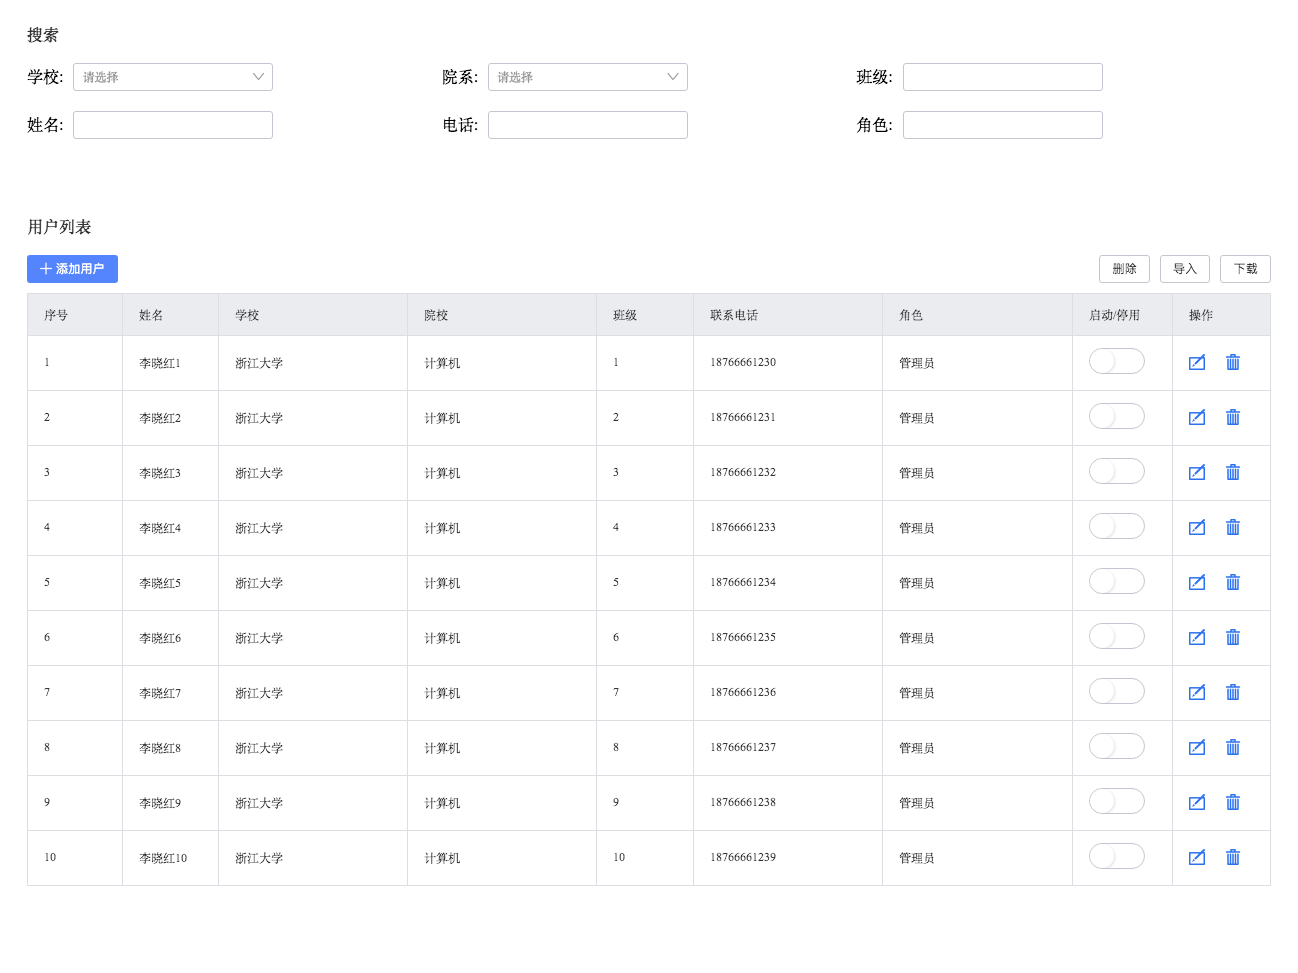 搜索
学校: 请选择 院系: 请选择 班级:
姓名: 电话: 角色:
用户列表
添加用户 删除 导入 下载
序号 姓名 学校 院校 班级 联系电话 角色 启动/停用 操作
1 李晓红1 浙江大学 计算机 1 18766661230 管理员
2 李晓红2 浙江大学 计算机 2 18766661231 管理员
3 李晓红3 浙江大学 计算机 3 18766661232 管理员
4 李晓红4 浙江大学 计算机 4 18766661233 管理员
5 李晓红5 浙江大学 计算机 5 18766661234 管理员
6 李晓红6 浙江大学 计算机 6 18766661235 管理员
7 李晓红7 浙江大学 计算机 7 18766661236 管理员
8 李晓红8 浙江大学 计算机 8 18766661237 管理员
9 李晓红9 浙江大学 计算机 9 18766661238 管理员
10 李晓红10 浙江大学 计算机 10 18766661239 管理员